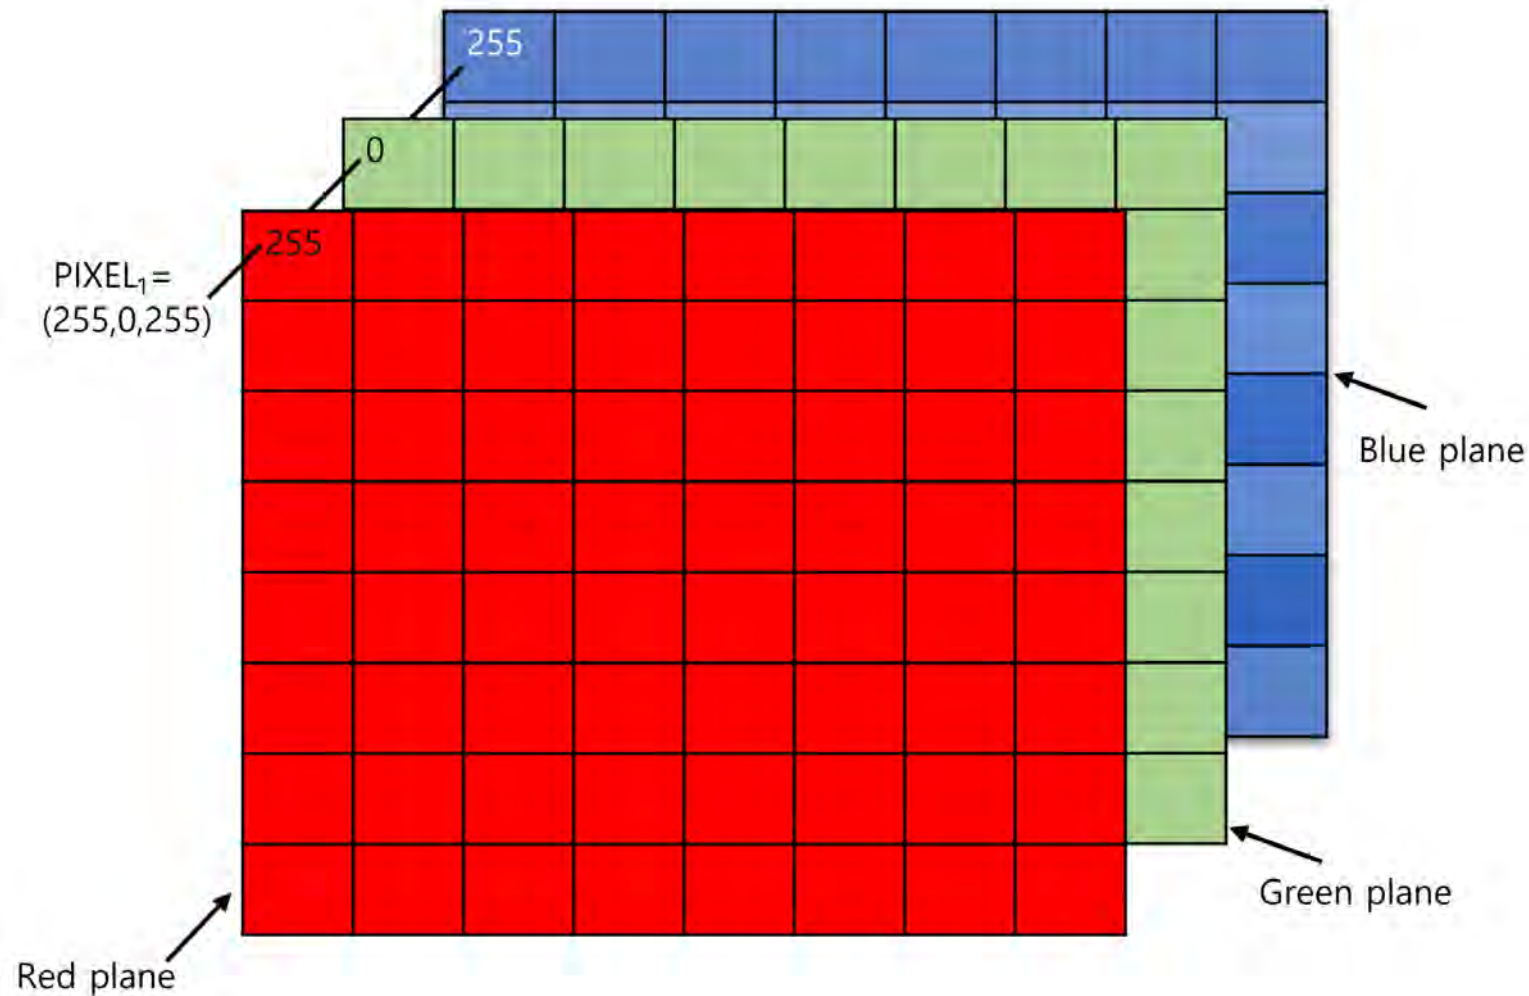 255
0
255
PIXEL₁=
(255,0,255)
Blue plane
Green plane
Red plane